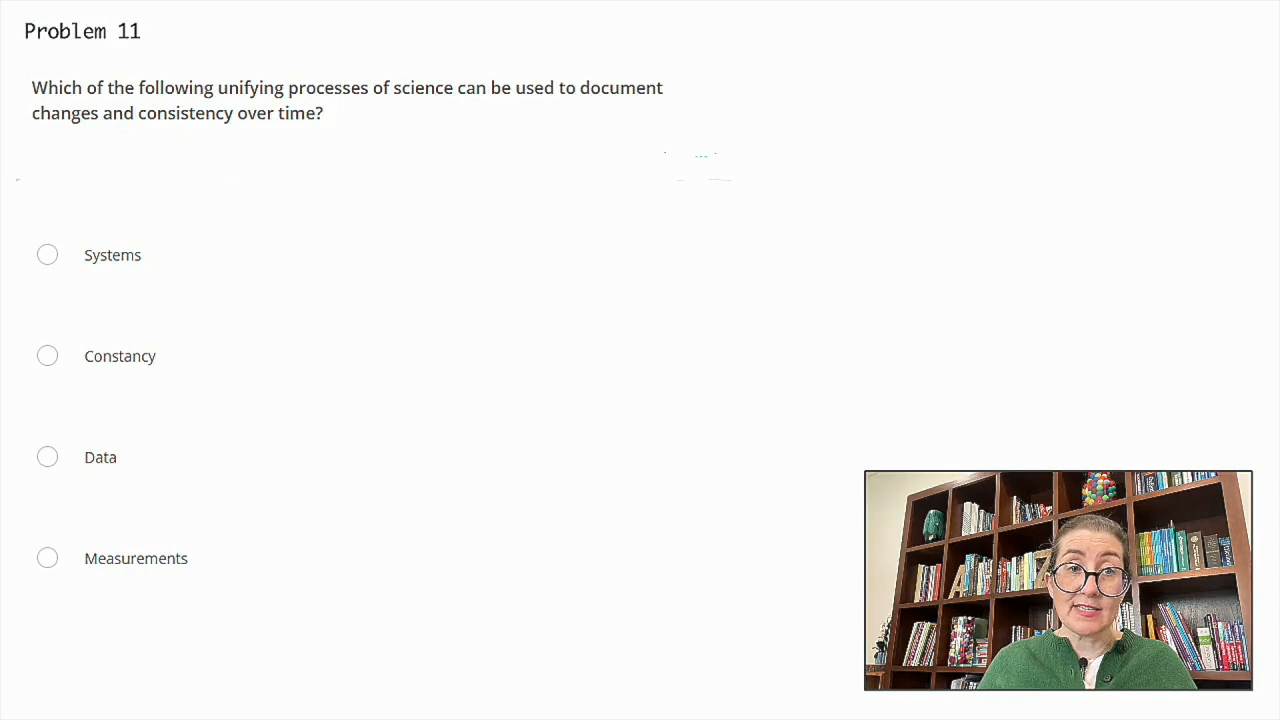 Problem 11
Which of the following unifying processes of science can be used to document
changes and consistency over time?
Systems
Constancy
Data
Measurements